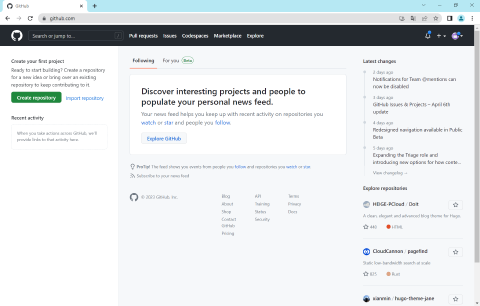 GitHub
github.com
Search or jump to...
Pull requests Issues Codespaces Marketplace Explore
Create your first project
Ready to start building? Create a repository
for a new idea or bring over an existing
repository to keep contributing to it.
Create repository Import repository
Recent activity
When you take actions across GitHub, we'll
provide links to that activity here.
Following For you Beta
Discover interesting projects and people to
populate your personal news feed.
Your news feed helps you keep up with recent activity on repositories you
watch or star and people you follow.
Explore GitHub
ProTip! The feed shows you events from people you follow and repositories you watch or star.
Subscribe to your news feed
© 2023 GitHub, Inc.
Blog
About
Shop
Contact
GitHub
Pricing
API
Training
Status
Security
Terms
Privacy
Docs
Latest changes
2 days ago
Notifications for Team @mentions can
now be disabled
4 days ago
GitHub Issues & Projects – April 6th
update
4 days ago
Redesigned navigation available in Public
Beta
5 days ago
Expanding the Triage role and
introducing new options for how conte...
View changelog →
Explore repositories
HEIGE-PCloud / DoIt
A clean, elegant and advanced blog theme for Hugo.
HTML
CloudCannon / pagefind
Static low-bandwidth search at scale
Rust
xianmin / hugo-theme-jane